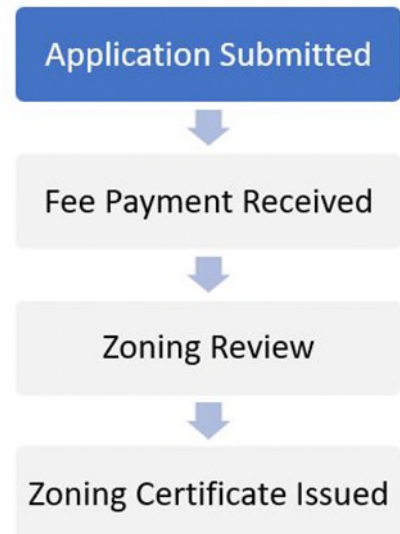 Application Submitted
Fee Payment Received
Zoning Review
Zoning Certificate Issued